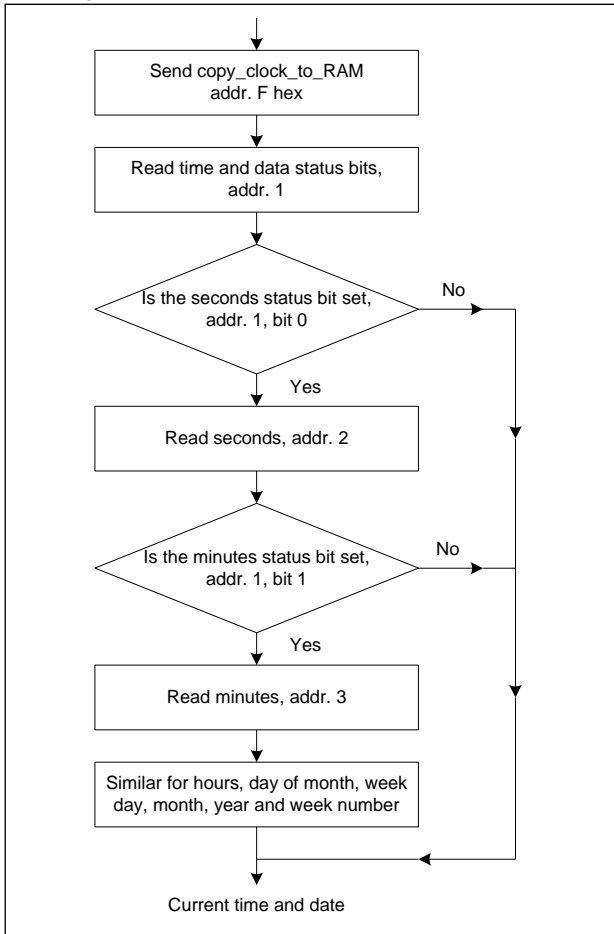 Send copy_clock_to_RAM
addr. F hex
Read time and data status bits,
addr. 1
Is the seconds status bit set,
addr. 1, bit 0
No
Yes
Read seconds, addr. 2
Is the minutes status bit set,
addr. 1, bit 1
No
Yes
Read minutes, addr. 3
Similar for hours, day of month, week
day, month, year and week number
Current time and date